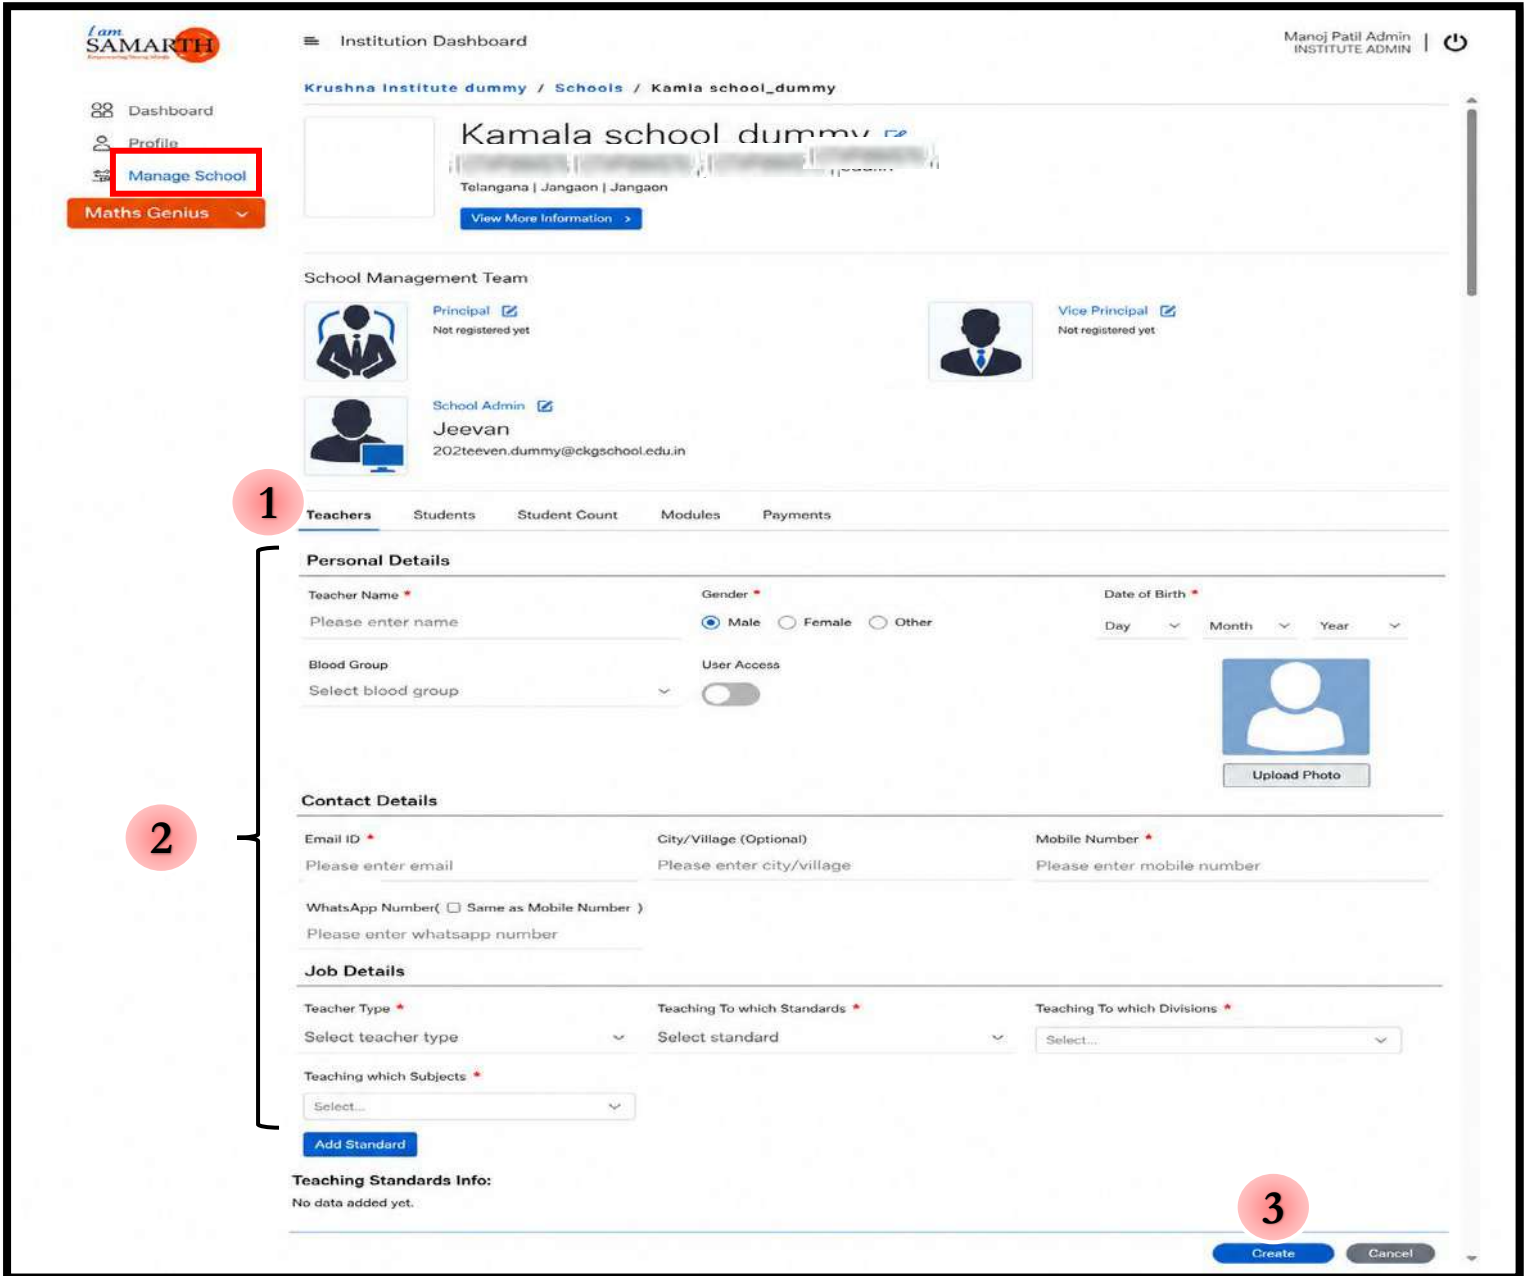 I am
SAMARTH
Institution Dashboard
Manoj Patil Admin
INSTITUTE ADMIN
Krushna Institute dummy / Schools / Kamla school_dummy
Dashboard
Profile
Manage School
Maths Genius
Kamala school dummy
Telangana | Jangaon | Jangaon
View More Information >
School Management Team
Principal
Not registered yet
Vice Principal
Not registered yet
School Admin
Jeevan
202teeven.dummy@ckgschool.edu.in
1
Teachers Students Student Count Modules Payments
Personal Details
Teacher Name * Gender * Date of Birth *
Please enter name Male Female Other Day Month Year
Blood Group User Access
Select blood group
Upload Photo
Contact Details
2
Email ID * City/Village (Optional) Mobile Number *
Please enter email Please enter city/village Please enter mobile number
WhatsApp Number( Same as Mobile Number )
Please enter whatsapp number
Job Details
Teacher Type * Teaching To which Standards * Teaching To which Divisions *
Select teacher type Select standard Select...
Teaching which Subjects *
Select...
Add Standard
Teaching Standards Info:
No data added yet.
3
Create Cancel